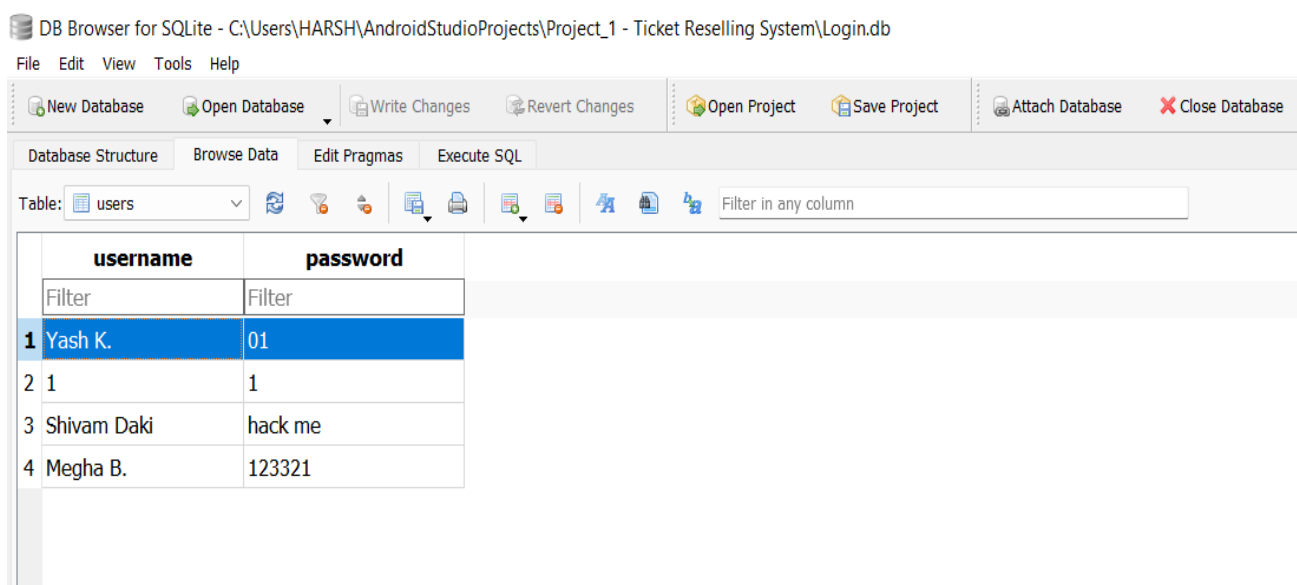 DB Browser for SQLite - C:\Users\HARSH\AndroidStudioProjects\Project_1 - Ticket Reselling System\Login.db
File Edit View Tools Help
New Database Open Database Write Changes Revert Changes Open Project Save Project Attach Database Close Database
Database Structure Browse Data Edit Pragmas Execute SQL
Table: users Filter in any column
username password
Filter Filter
1 Yash K. 01
2 1 1
3 Shivam Daki hack me
4 Megha B. 123321